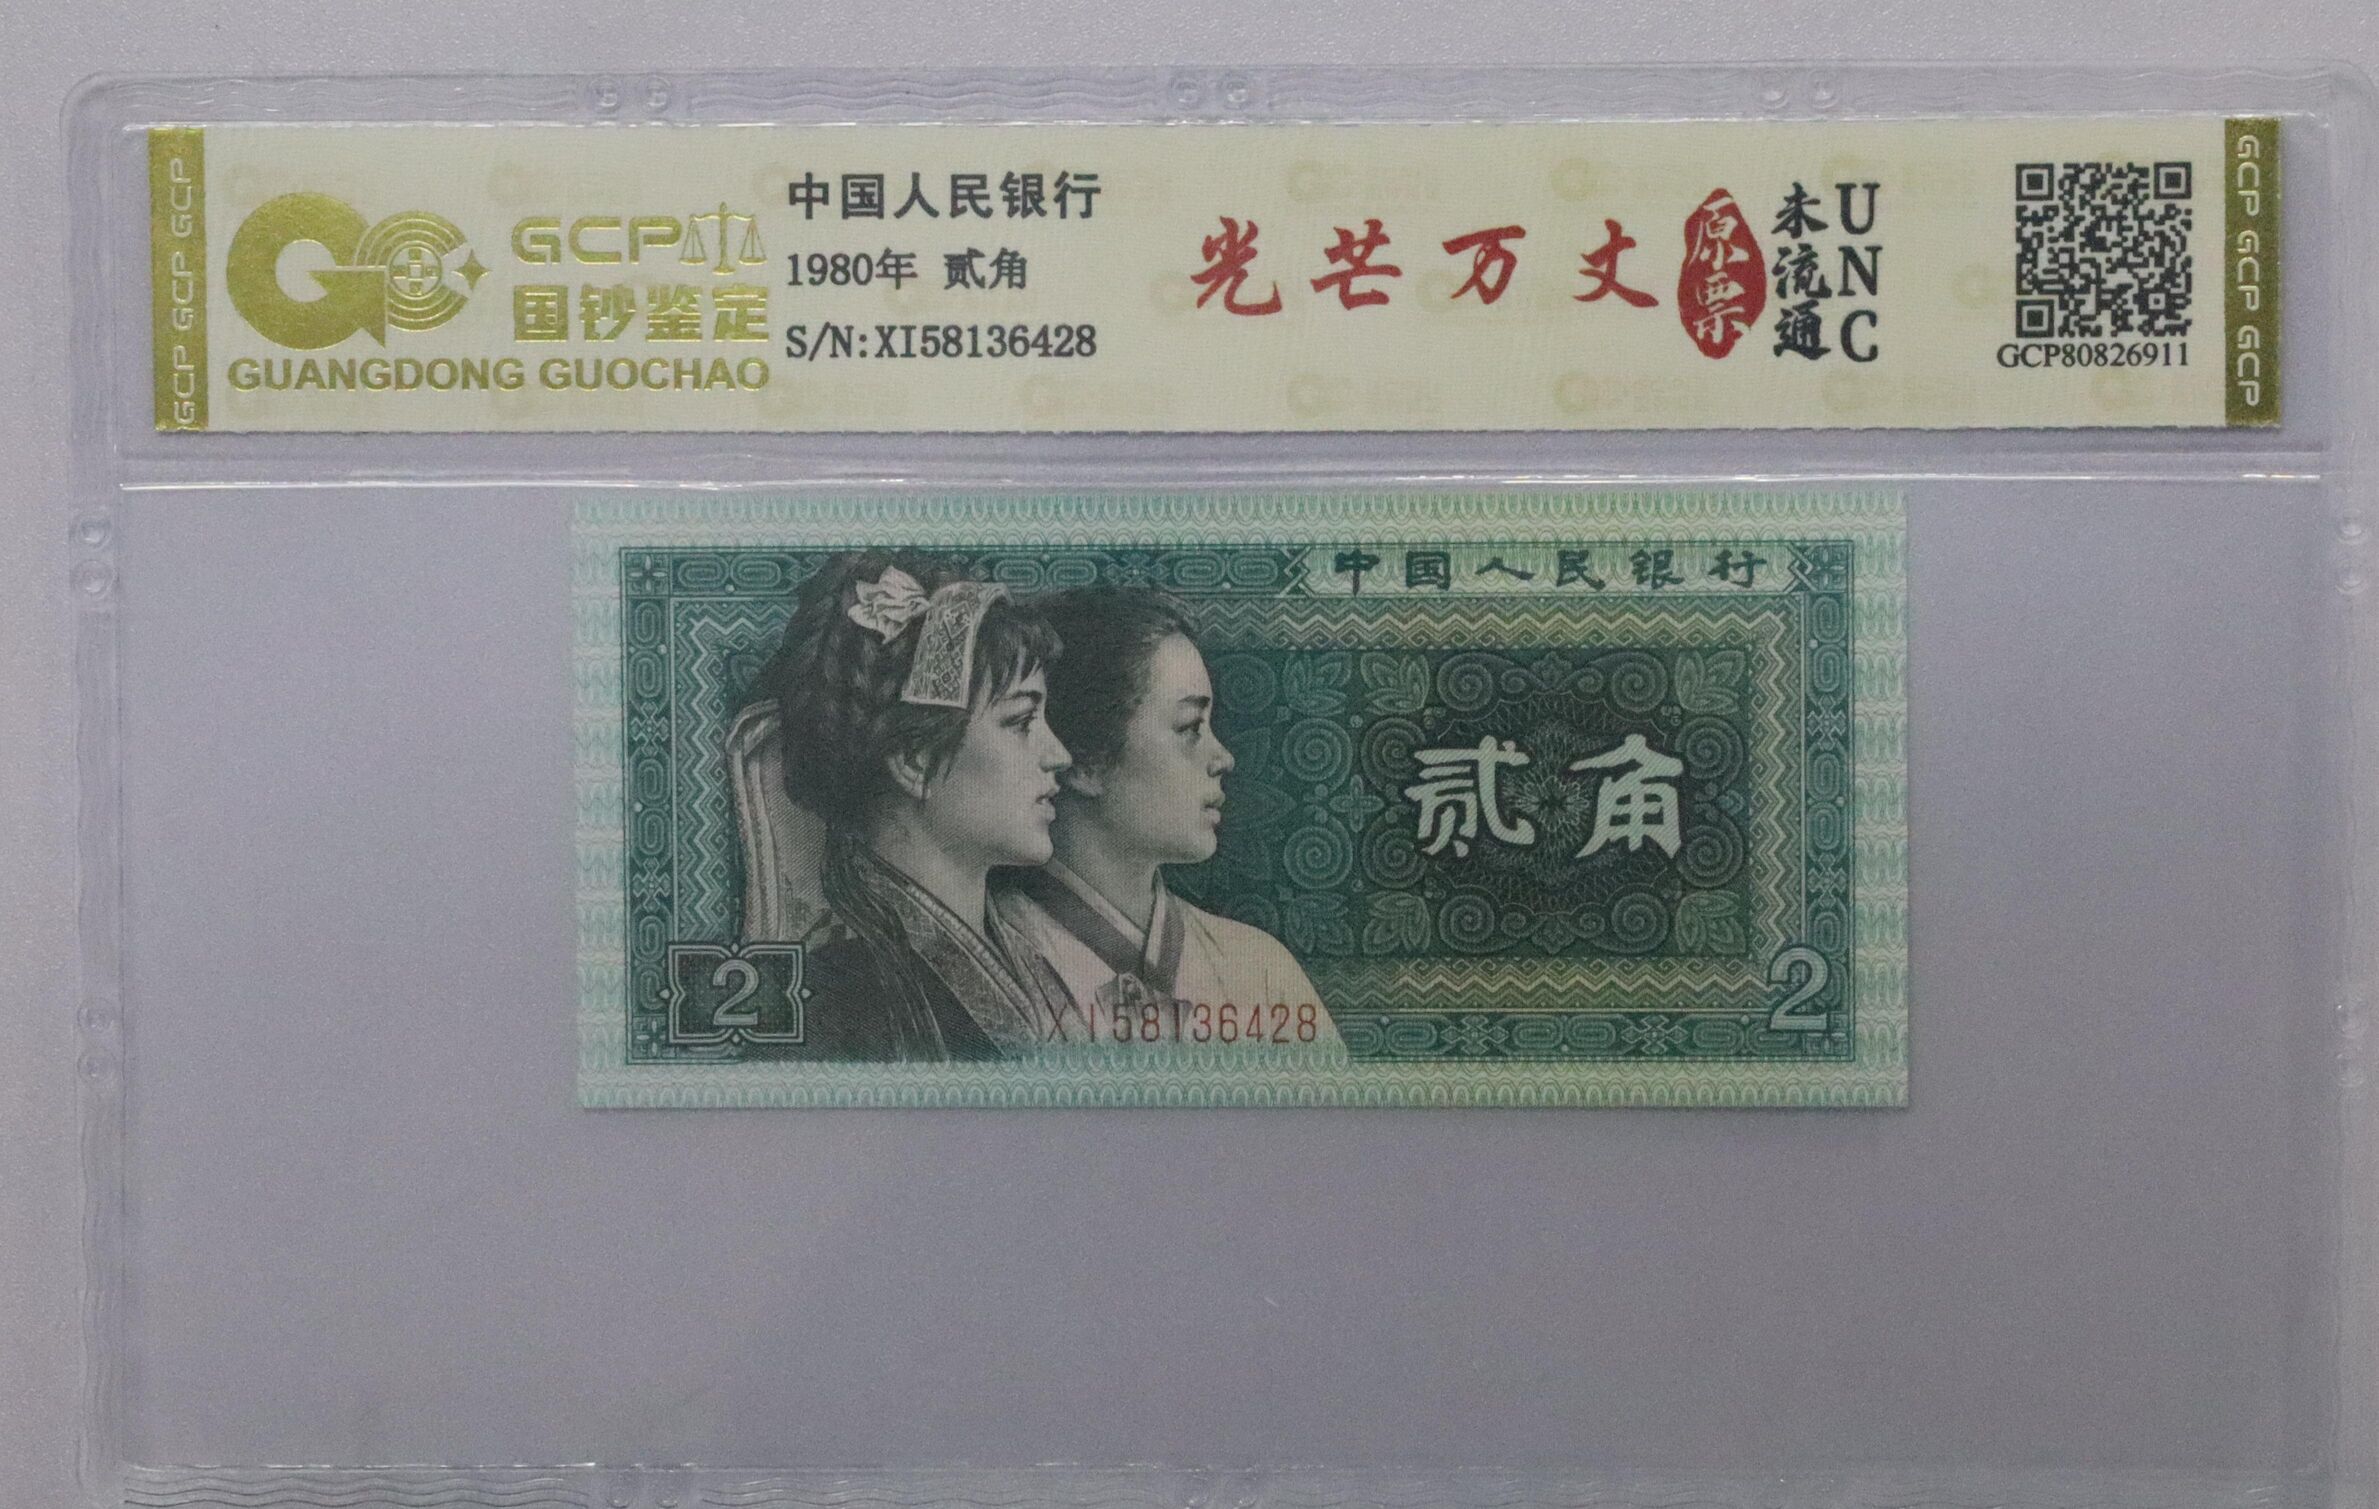 GCP GCP GCP
GCP
国钞鉴定
GUANGDONG GUOCHAO
中国人民银行
1980年 贰角
S/N:XI58136428
光芒万丈
原票
未流通
UNC
GCP80826911
GCP GCP GCP
中国人民银行
贰角
2
XI58136428
2